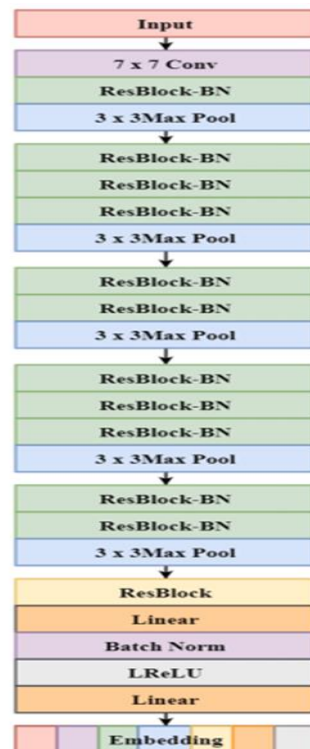 Input
7 x 7 Conv
ResBlock-BN
3 x 3Max Pool
ResBlock-BN
ResBlock-BN
ResBlock-BN
3 x 3Max Pool
ResBlock-BN
ResBlock-BN
3 x 3Max Pool
ResBlock-BN
ResBlock-BN
ResBlock-BN
3 x 3Max Pool
ResBlock-BN
ResBlock-BN
3 x 3Max Pool
ResBlock
Linear
Batch Norm
LReLU
Linear
Embedding